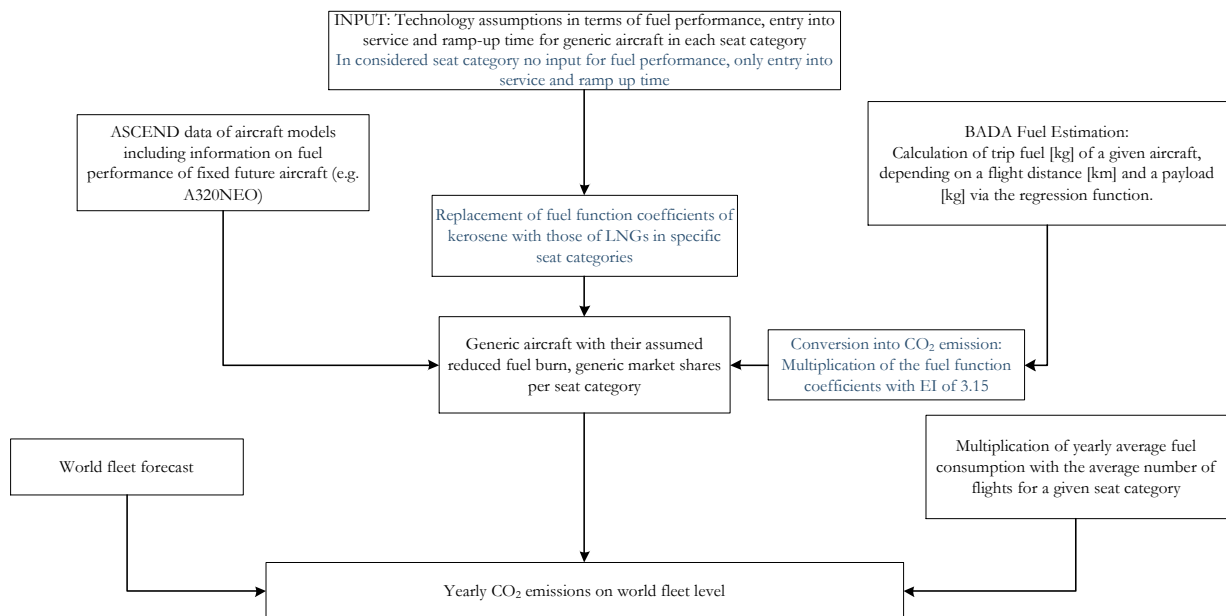 INPUT: Technology assumptions in terms of fuel performance, entry into
service and ramp-up time for generic aircraft in each seat category
In considered seat category no input for fuel performance, only entry into
service and ramp up time
ASCEND data of aircraft models
including information on fuel
performance of fixed future aircraft (e.g.
A320NEO)
BADA Fuel Estimation:
Calculation of trip fuel [kg] of a given aircraft,
depending on a flight distance [km] and a payload
[kg] via the regression function.
Replacement of fuel function coefficients of
kerosene with those of LNGs in specific
seat categories
Generic aircraft with their assumed
reduced fuel burn, generic market shares
per seat category
Conversion into CO₂ emission:
Multiplication of the fuel function
coefficients with EI of 3.15
World fleet forecast
Multiplication of yearly average fuel
consumption with the average number of
flights for a given seat category
Yearly CO₂ emissions on world fleet level